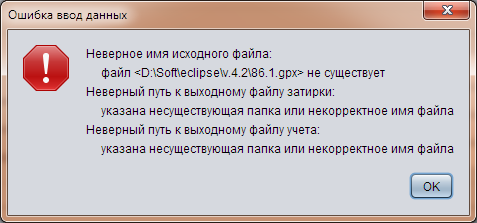 Ошибка ввод данных
Неверное имя исходного файла:
файл <D:\Soft\eclipse\v.4.2\86.1.gpx> не существует
Неверный путь к выходному файлу затирки:
указана несуществующая папка или некорректное имя файла
Неверный путь к выходному файлу учета:
указана несуществующая папка или некорректное имя файла
OK